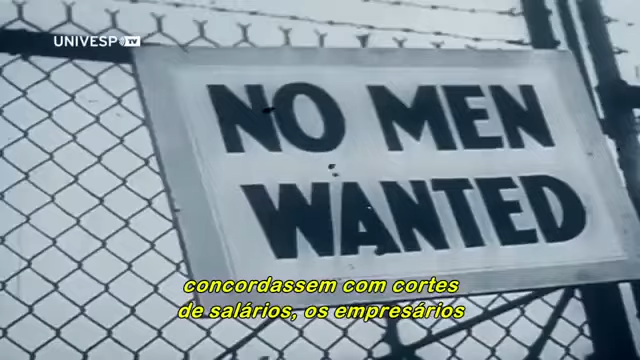 UNIVESP TV
NO MEN
WANTED
concordassem com cortes
de salários, os empresários